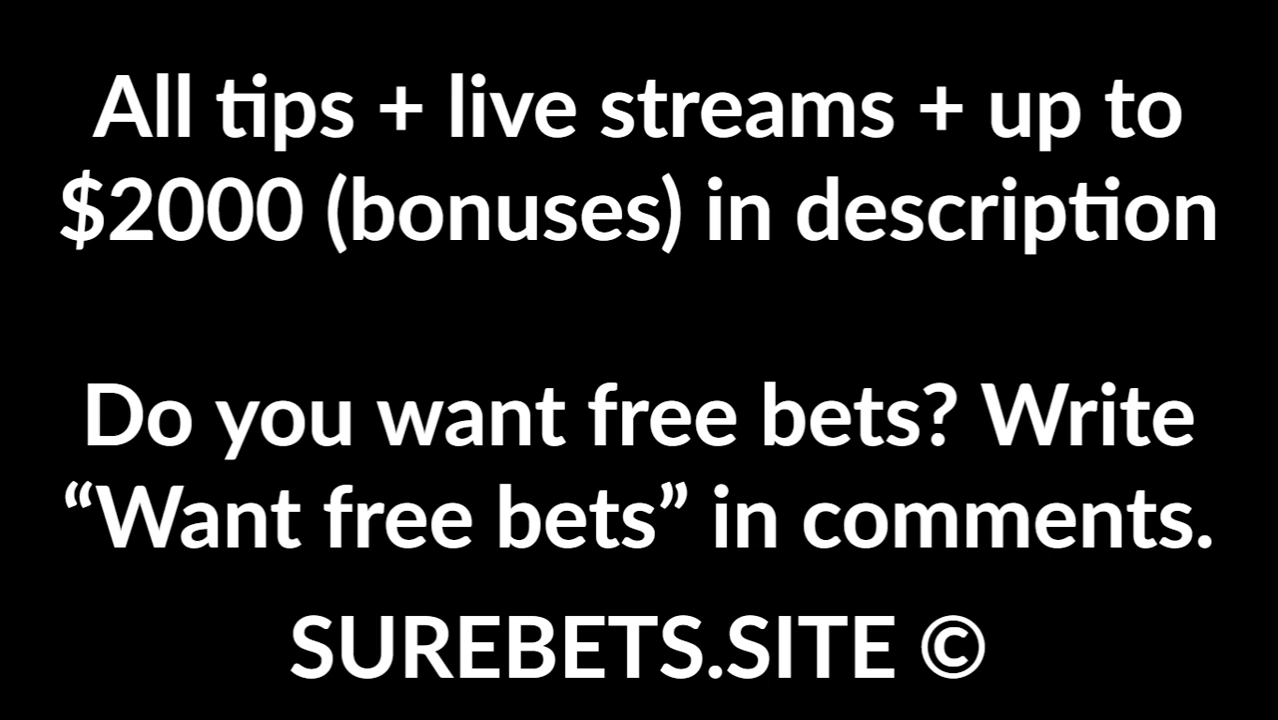 All tips + live streams + up to
$2000 (bonuses) in description
Do you want free bets? Write
“Want free bets” in comments.
SUREBETS.SITE ©